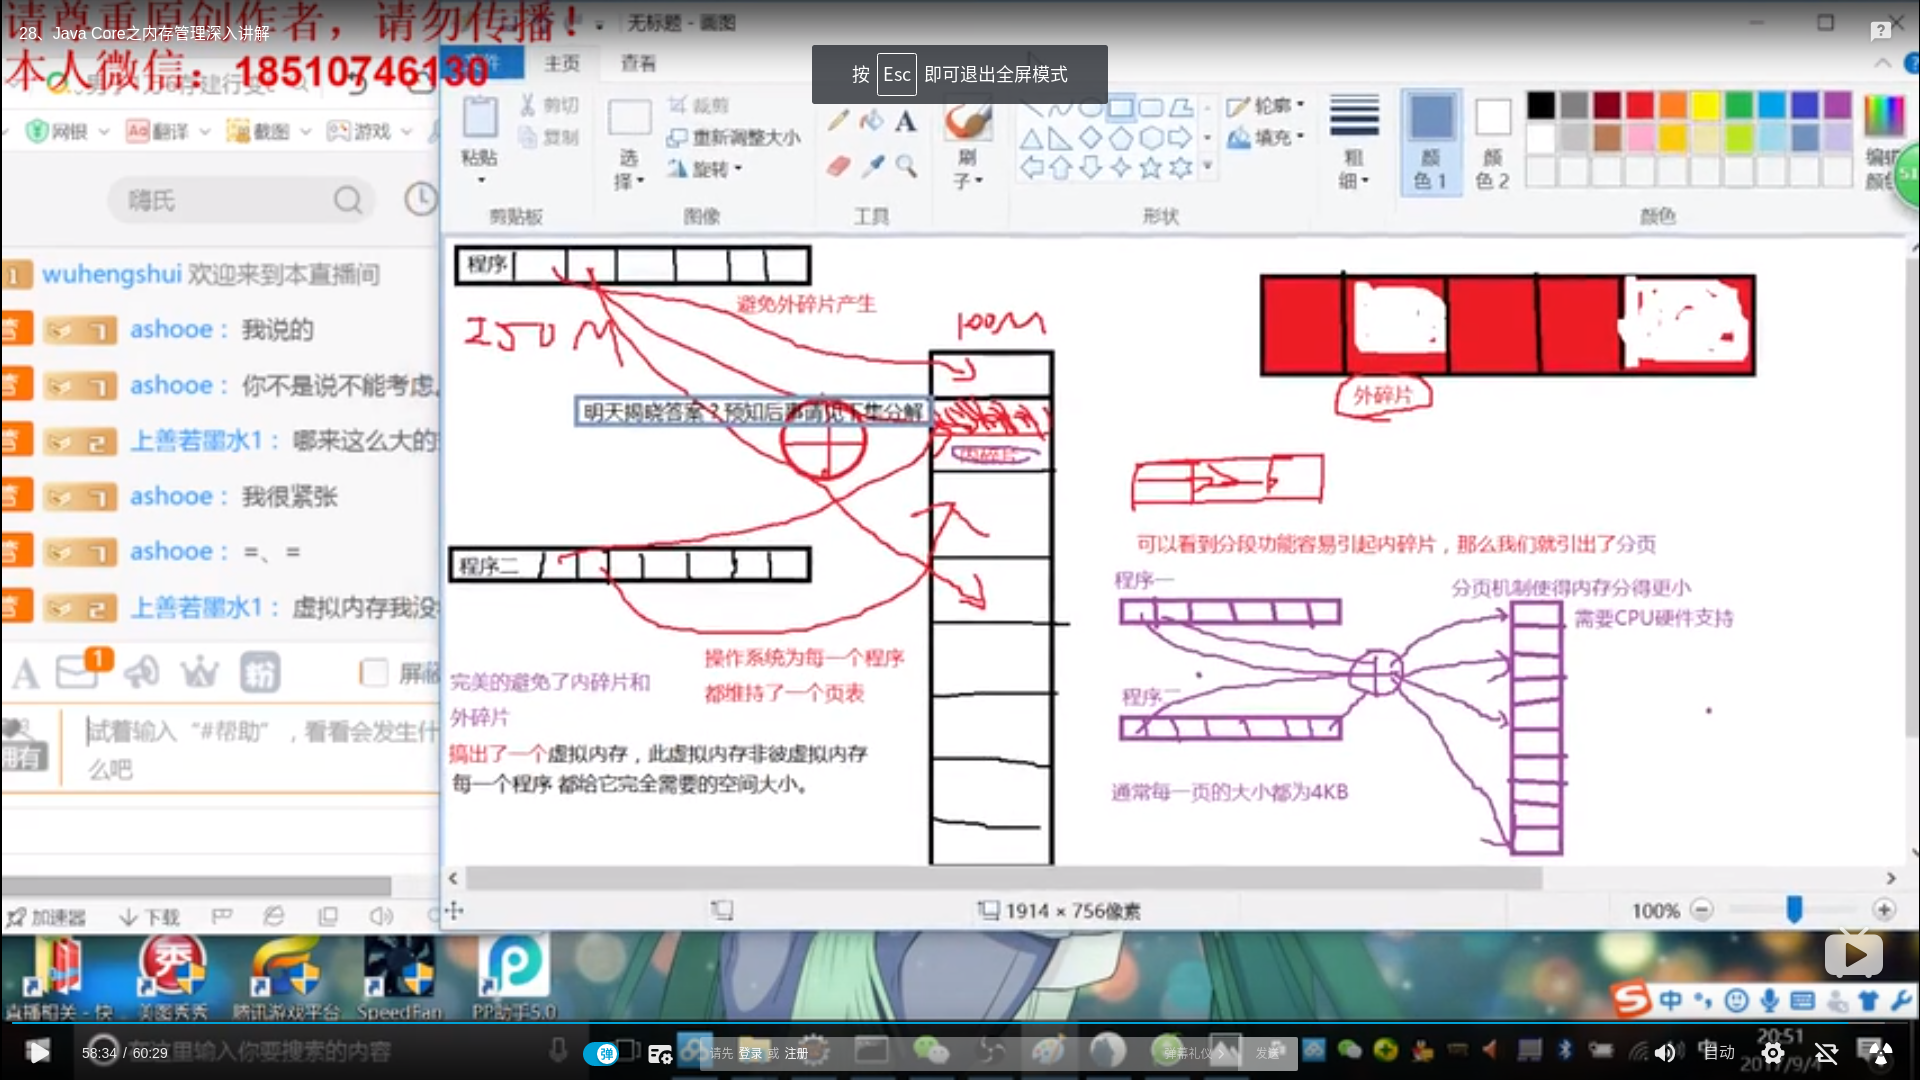 请尊重原创作者，请勿传播！
28、Java Core之内存管理深入讲解
本人微信：18510746130
无标题 - 画图
主页
查看
按 Esc 即可退出全屏模式
网银
翻译
截图
游戏
粘贴
剪切
复制
剪贴板
选择
裁剪
重新调整大小
旋转
图像
工具
刷子
形状
轮廓
填充
粗细
颜色 1
颜色 2
颜色
51
嗨氏
wuhengshui 欢迎来到本直播间
ashooe： 我说的
ashooe： 你不是说不能考虑
上善若墨水1： 哪来这么大的
ashooe： 我很紧张
ashooe： =、=
上善若墨水1： 虚拟内存我没
1
粉
试着输入“#帮助”，看看会发生什
么吧
拥有
加速器
下载
程序
250M
避免外碎片产生
100M
明天揭晓答案？预知后事请见下集分解
程序二
操作系统为每一个程序
都维持了一个页表
完美的避免了内碎片和
外碎片
搞出了一个虚拟内存，此虚拟内存非彼虚拟内存
每一个程序 都给它完全需要的空间大小。
外碎片
可以看到分段功能容易引起内碎片，那么我们就引出了分页
程序一
分页机制使得内存分得更小
需要CPU硬件支持
程序二
通常每一页的大小都为4KB
1914 × 756像素
100%
直播相关 - 快
美图秀秀
腾讯游戏平台
SpeedFan
PP助手5.0
中
58:34 / 60:29
在这里输入你要搜索的内容
弹
请先 登录 或 注册
弹幕礼仪
发送
自动
20:51
2017/9/4